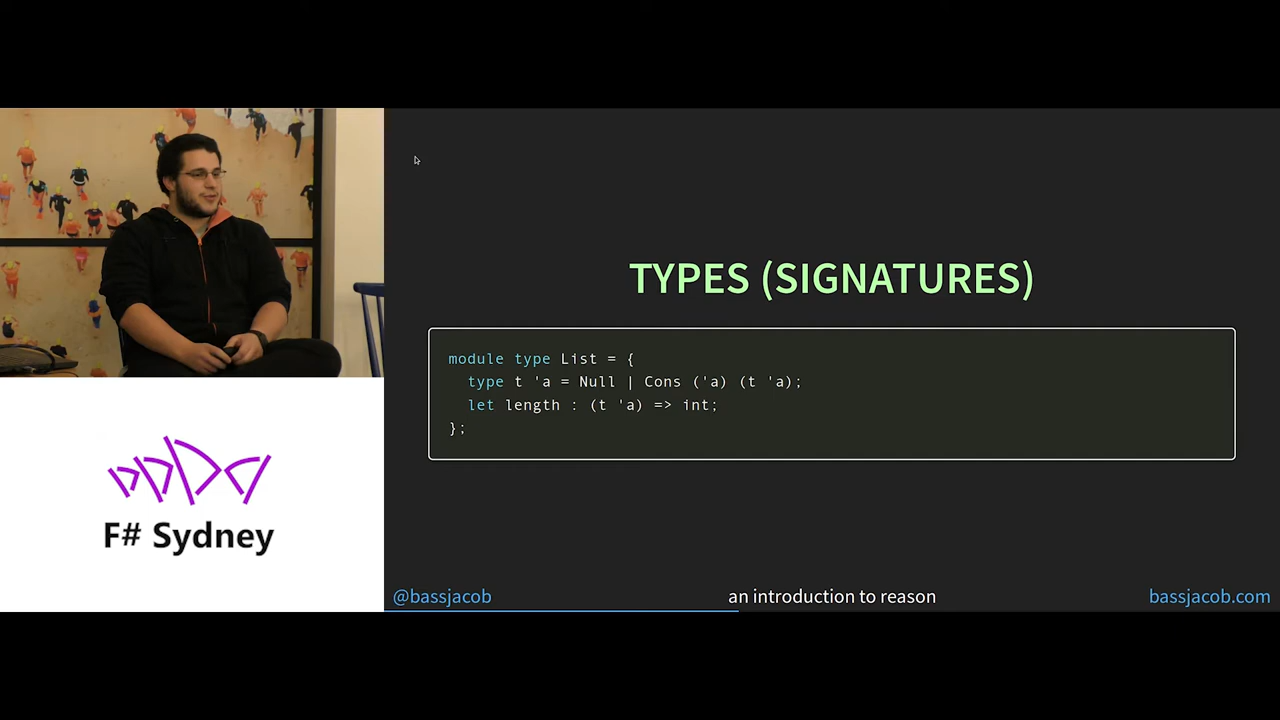 TYPES (SIGNATURES)
module type List = {
  type t 'a = Null | Cons ('a) (t 'a);
  let length : (t 'a) => int;
};
F# Sydney
@bassjacob
an introduction to reason
bassjacob.com